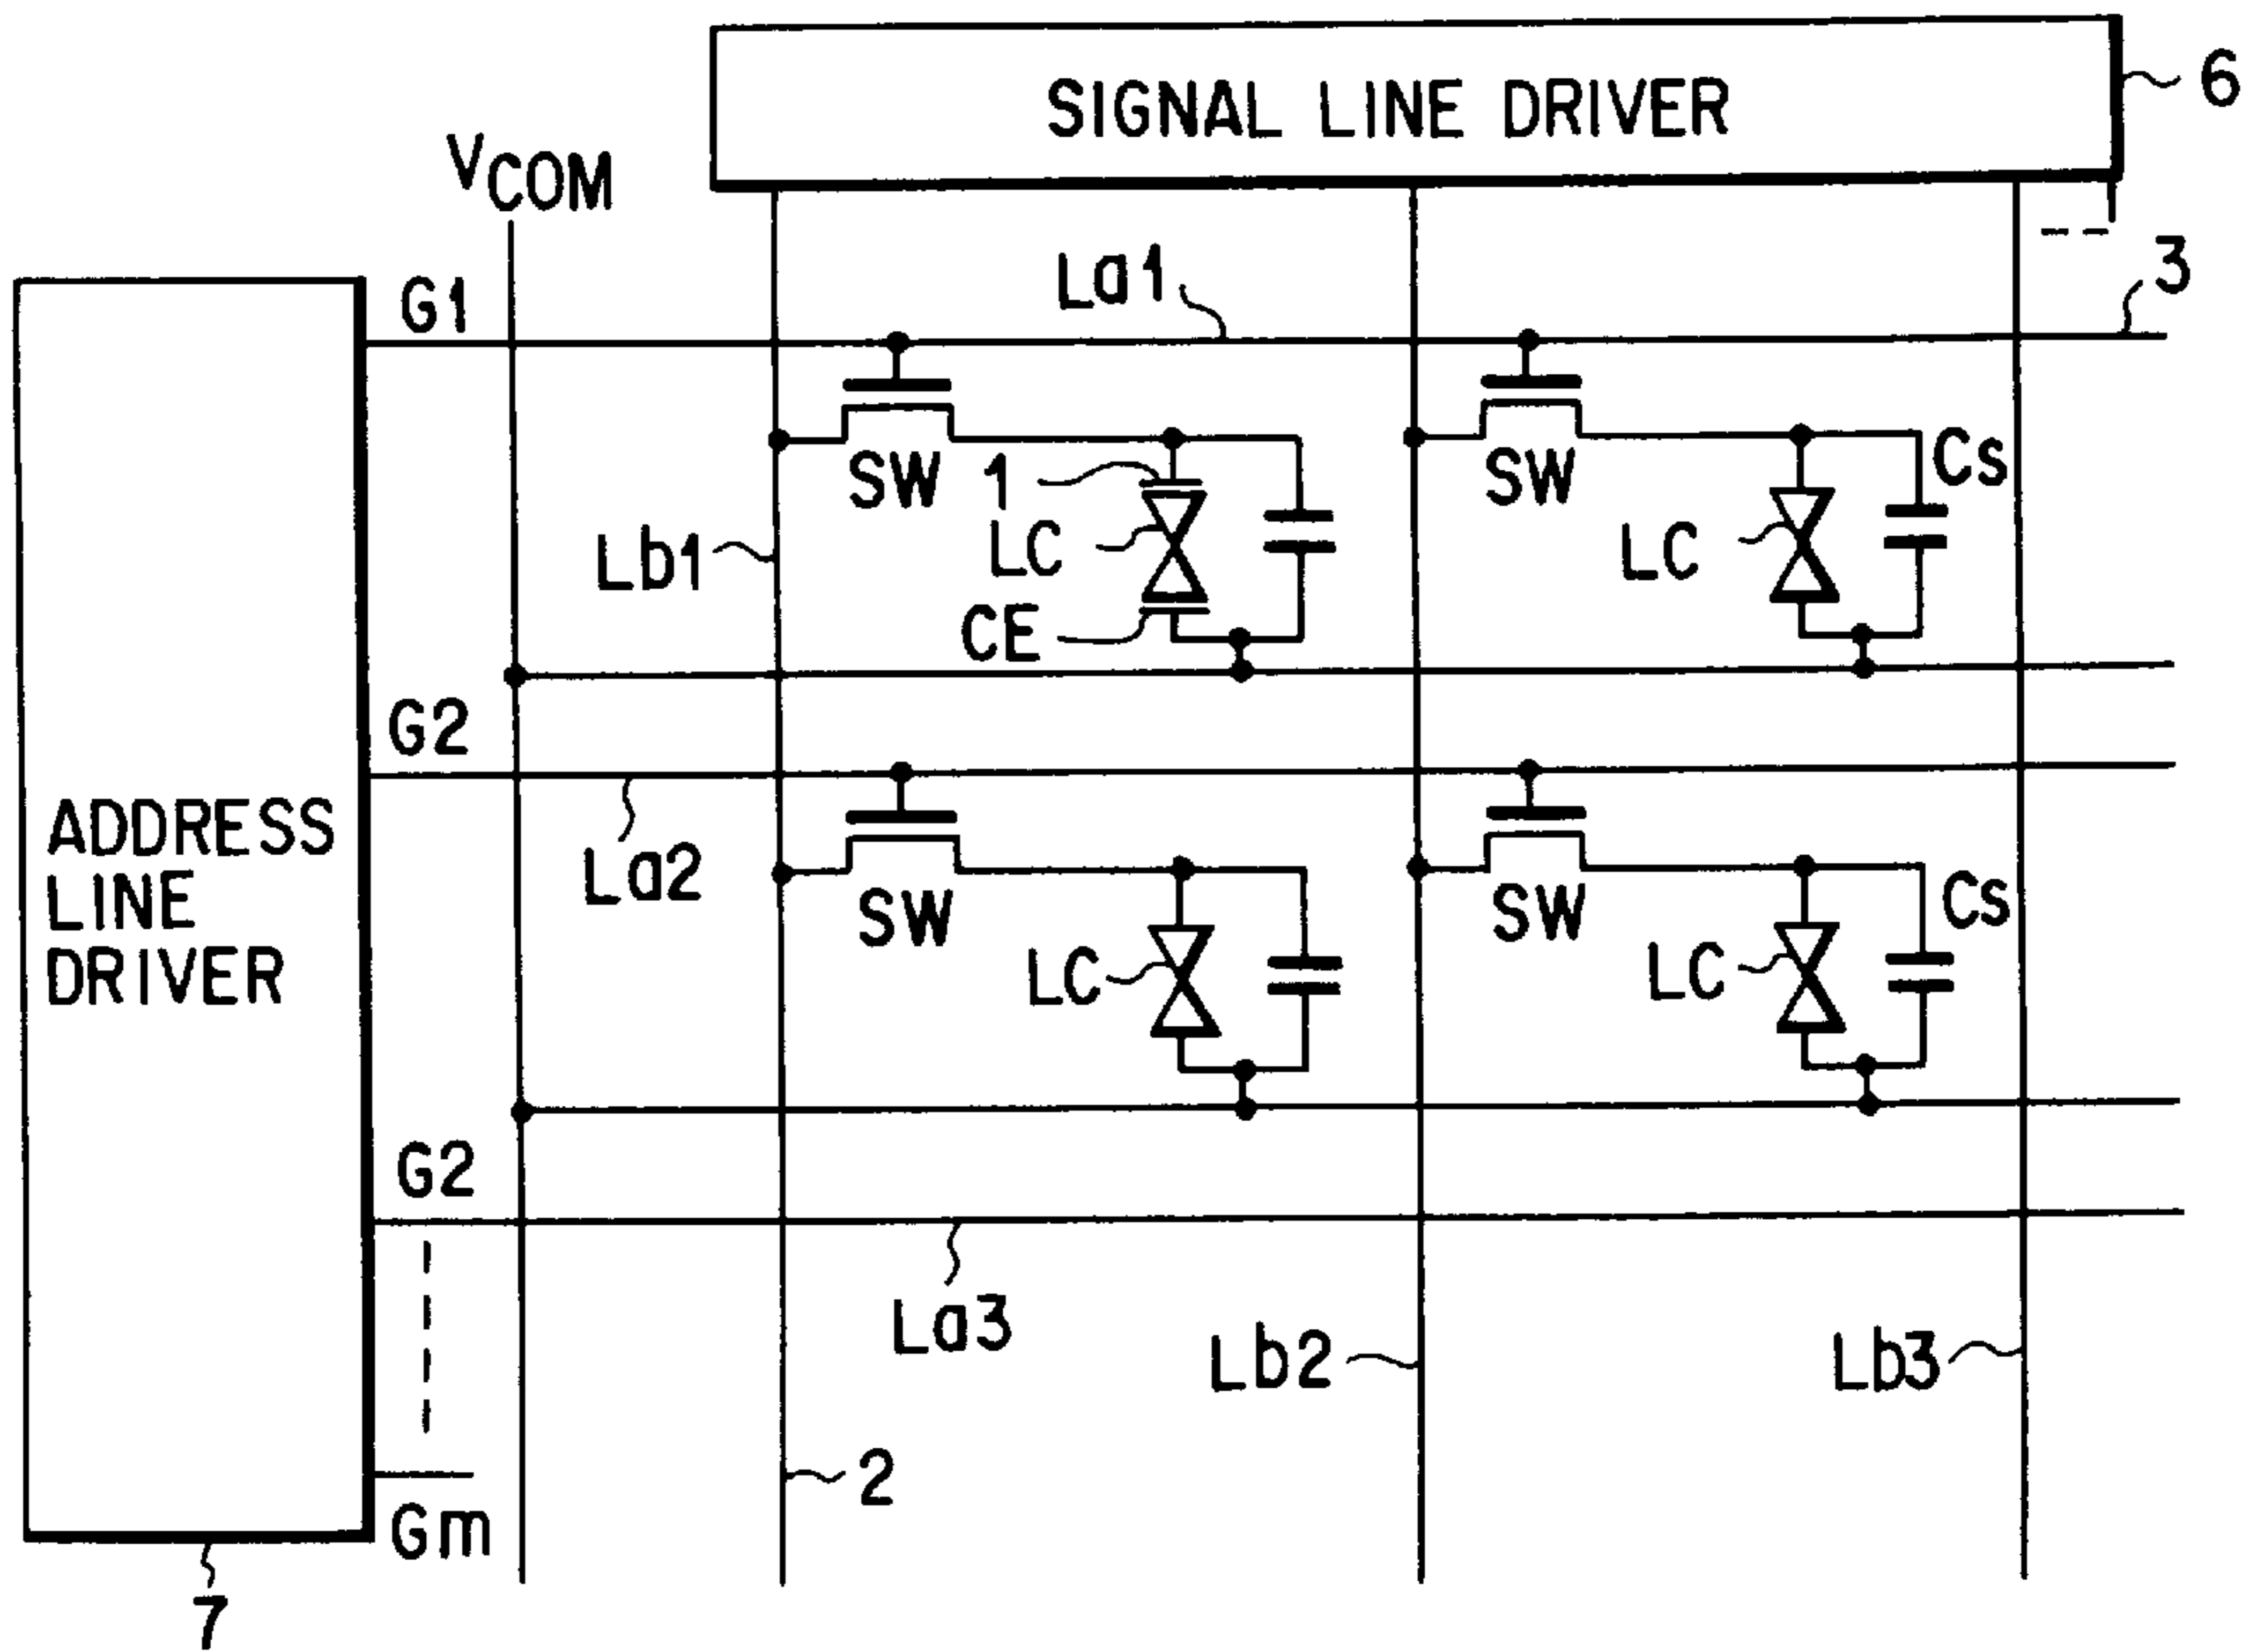 SIGNAL LINE DRIVER
6
VCOM
G1
La1
3
SW
1
SW
Cs
Lb1
LC
LC
CE
G2
ADDRESS
LINE
DRIVER
La2
SW
SW
Cs
LC
LC
G2
La3
Lb2
Lb3
2
Gm
7